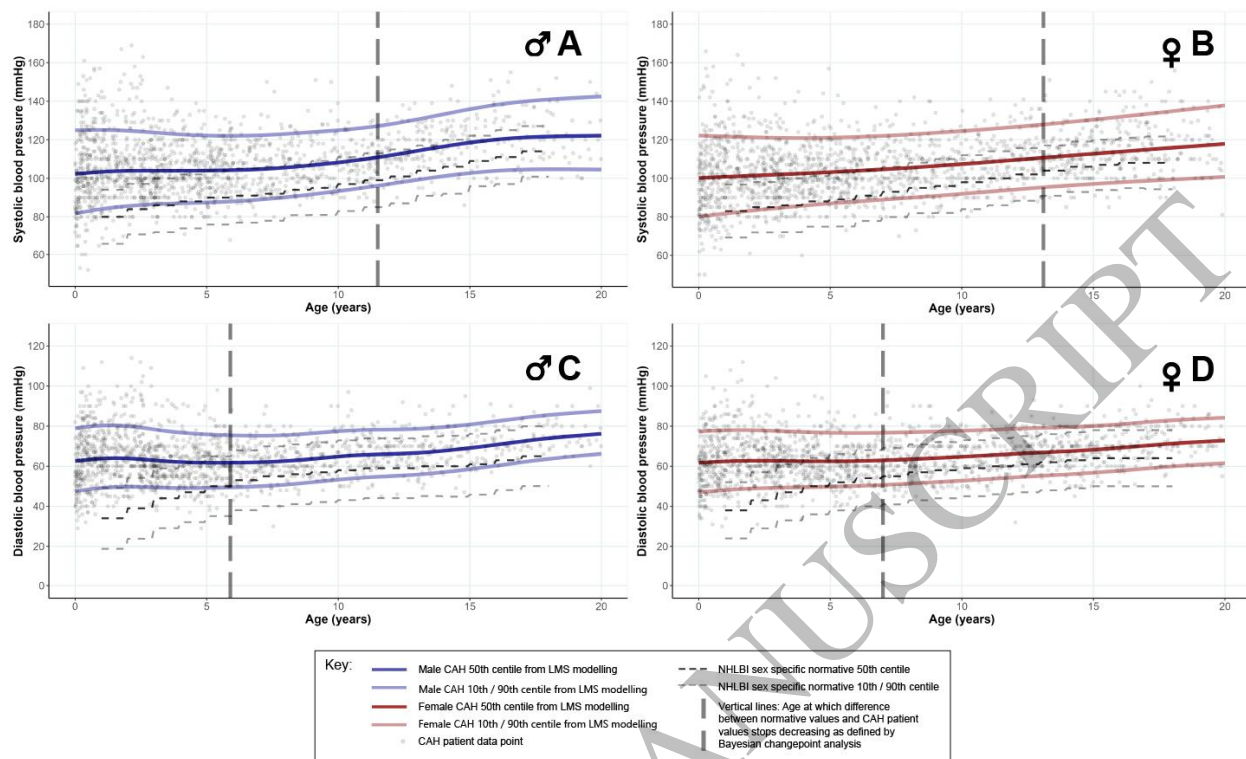 ♂ A
Systolic blood pressure (mmHg)
180
160
140
120
100
80
60
0
5
10
15
20
Age (years)
♀ B
Systolic blood pressure (mmHg)
180
160
140
120
100
80
60
0
5
10
15
20
Age (years)
♂ C
Diastolic blood pressure (mmHg)
120
100
80
60
40
20
0
0
5
10
15
20
Age (years)
♀ D
Diastolic blood pressure (mmHg)
120
100
80
60
40
20
0
0
5
10
15
20
Age (years)
Key:
Male CAH 50th centile from LMS modelling
Male CAH 10th / 90th centile from LMS modelling
Female CAH 50th centile from LMS modelling
Female CAH 10th / 90th centile from LMS modelling
CAH patient data point
NHLBI sex specific normative 50th centile
NHLBI sex specific normative 10th / 90th centile
Vertical lines: Age at which difference
between normative values and CAH patient
values stops decreasing as defined by
Bayesian changepoint analysis
ANUSCRIPT